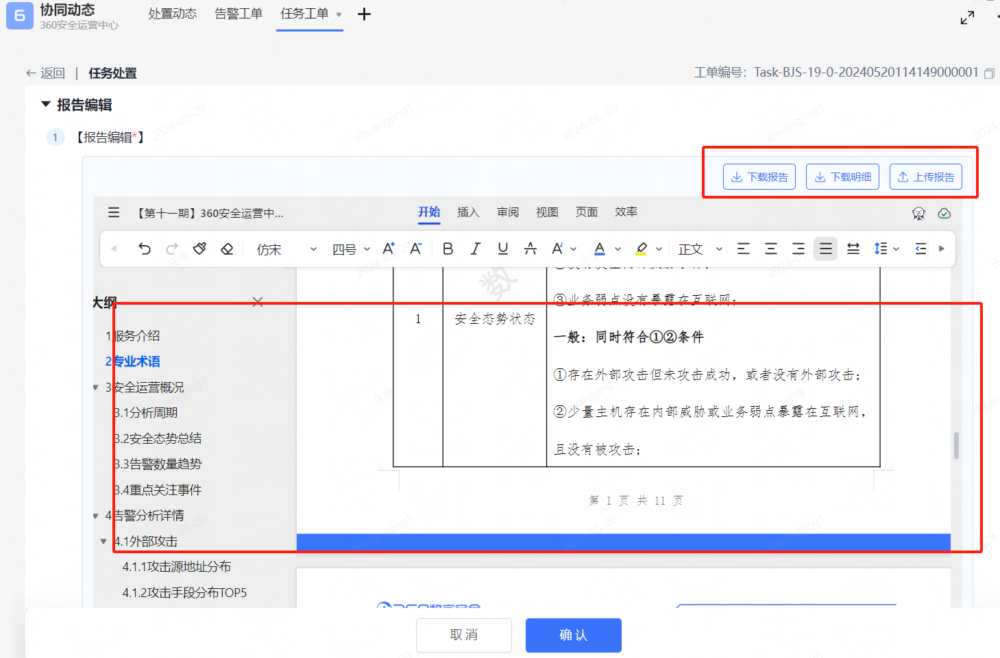 协同动态
360安全运营中心
处置动态 告警工单 任务工单
返回 | 任务处置
工单编号：Task-BJS-19-0-20240520114149000001
报告编辑
1 【报告编辑*】
下载报告 下载明细 上传报告
【第十一期】360安全运营中...
开始 插入 审阅 视图 页面 效率
仿宋 四号 A+ A- B I U A A A 正文
大纲
1服务介绍
2专业术语
3安全运营概况
3.1分析周期
3.2安全态势总结
3.3告警数量趋势
3.4重点关注事件
4告警分析详情
4.1外部攻击
4.1.1攻击源地址分布
4.1.2攻击手段分布TOP5
③业务弱点没有暴露在互联网；
1 安全态势状态
一般：同时符合①②条件
①存在外部攻击但未攻击成功，或者没有外部攻击；
②少量主机存在内部威胁或业务弱点暴露在互联网，
且没有被攻击；
第 1 页 共 11 页
取消 确认
2024-05-20
zhuangjing1
庄净
数